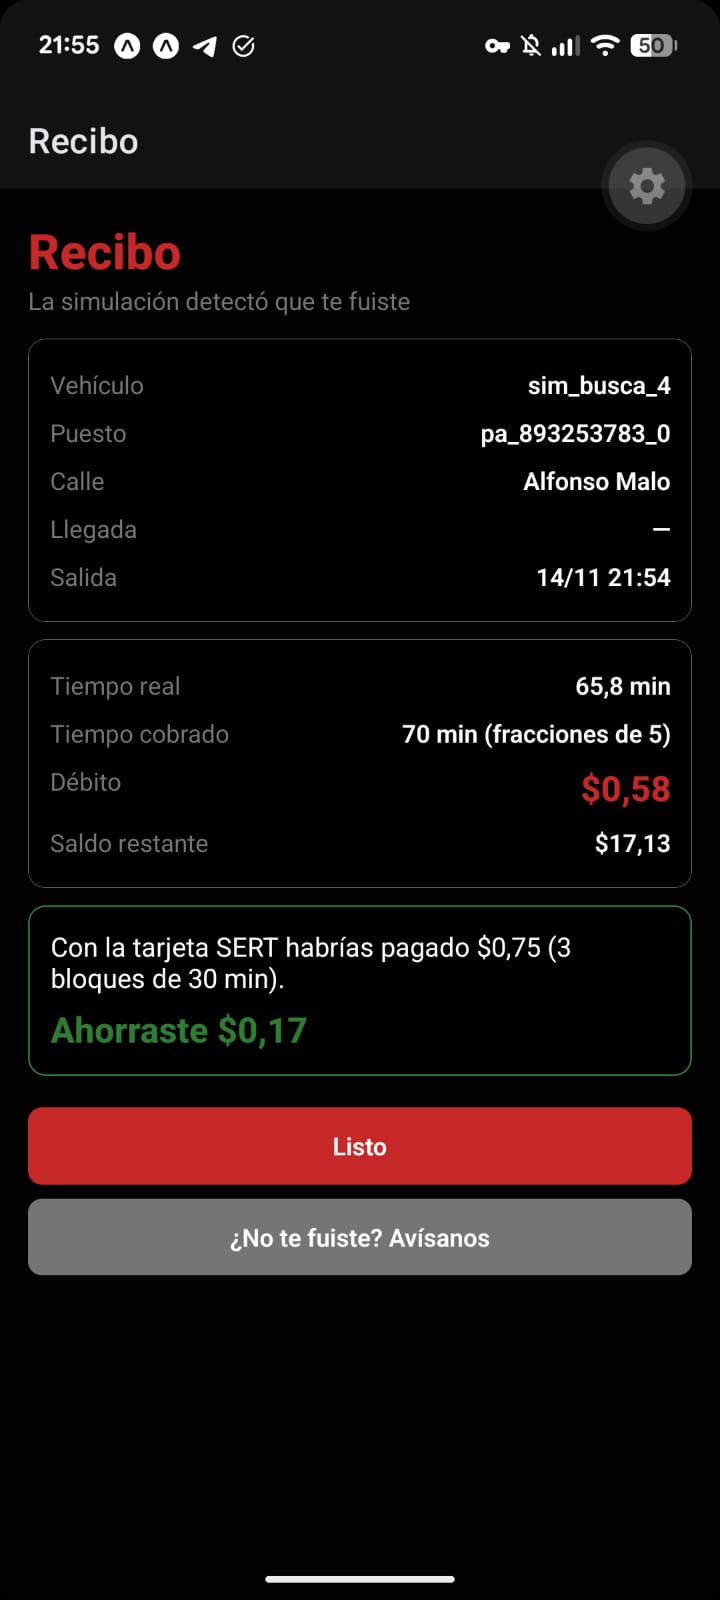 21:55
50
Recibo
Recibo
La simulación detectó que te fuiste
Vehículo sim_busca_4
Puesto pa_893253783_0
Calle Alfonso Malo
Llegada —
Salida 14/11 21:54
Tiempo real 65,8 min
Tiempo cobrado 70 min (fracciones de 5)
Débito $0,58
Saldo restante $17,13
Con la tarjeta SERT habrías pagado $0,75 (3
bloques de 30 min).
Ahorraste $0,17
Listo
¿No te fuiste? Avísanos